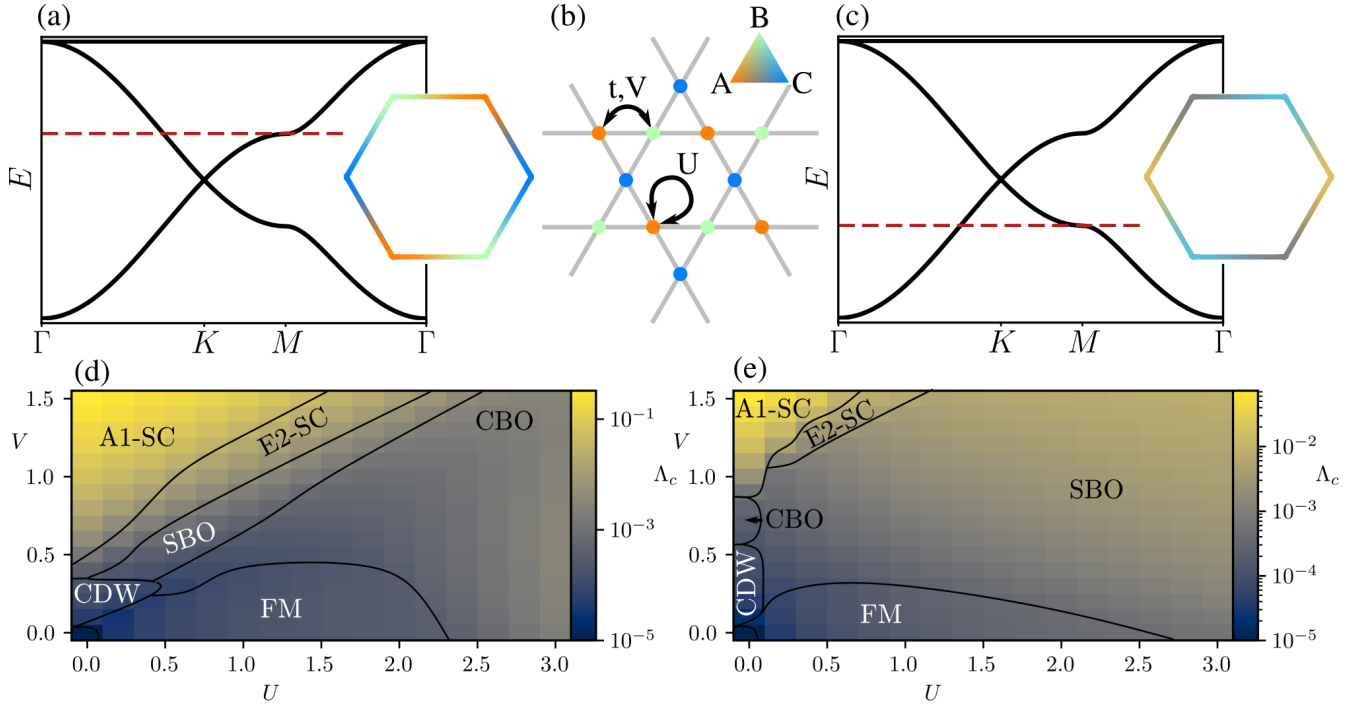 (a)
E
Γ
K
M
Γ
(b)
t,V
U
B
A
C
(c)
E
Γ
K
M
Γ
(d)
V
1.5
1.0
0.5
0.0
A1-SC
E2-SC
CBO
SBO
CDW
FM
0.0
0.5
1.0
1.5
2.0
2.5
3.0
U
10⁻¹
10⁻³
10⁻⁵
Λc
(e)
V
1.5
1.0
0.5
0.0
A1-SC
E2-SC
SBO
CBO
CDW
FM
0.0
0.5
1.0
1.5
2.0
2.5
3.0
U
10⁻²
10⁻³
10⁻⁴
10⁻⁵
Λc